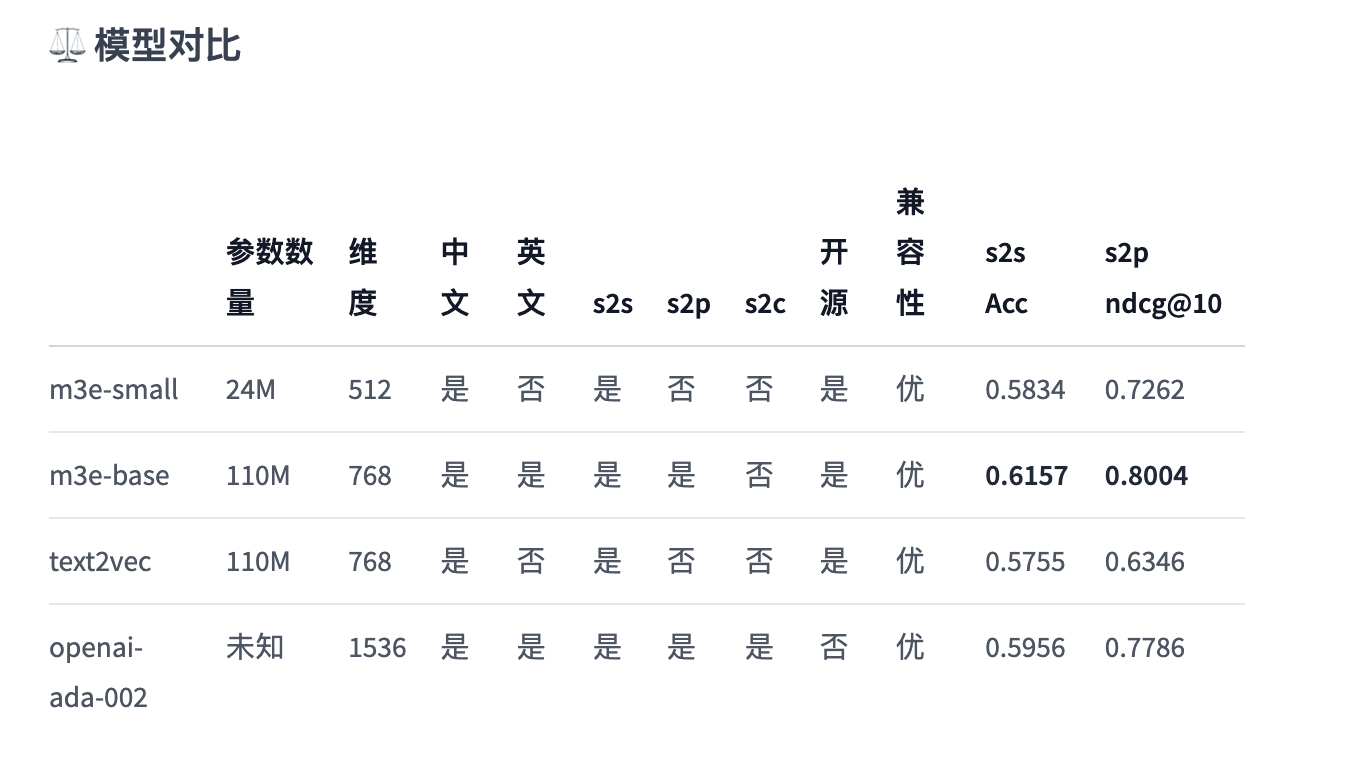 ⚖️ 模型对比
参数数量 维度 中文 英文 s2s s2p s2c 开源 兼容性 s2s Acc s2p ndcg@10
m3e-small 24M 512 是 否 是 否 否 是 优 0.5834 0.7262
m3e-base 110M 768 是 是 是 是 否 是 优 0.6157 0.8004
text2vec 110M 768 是 否 是 否 否 是 优 0.5755 0.6346
openai-ada-002 未知 1536 是 是 是 是 是 否 优 0.5956 0.7786